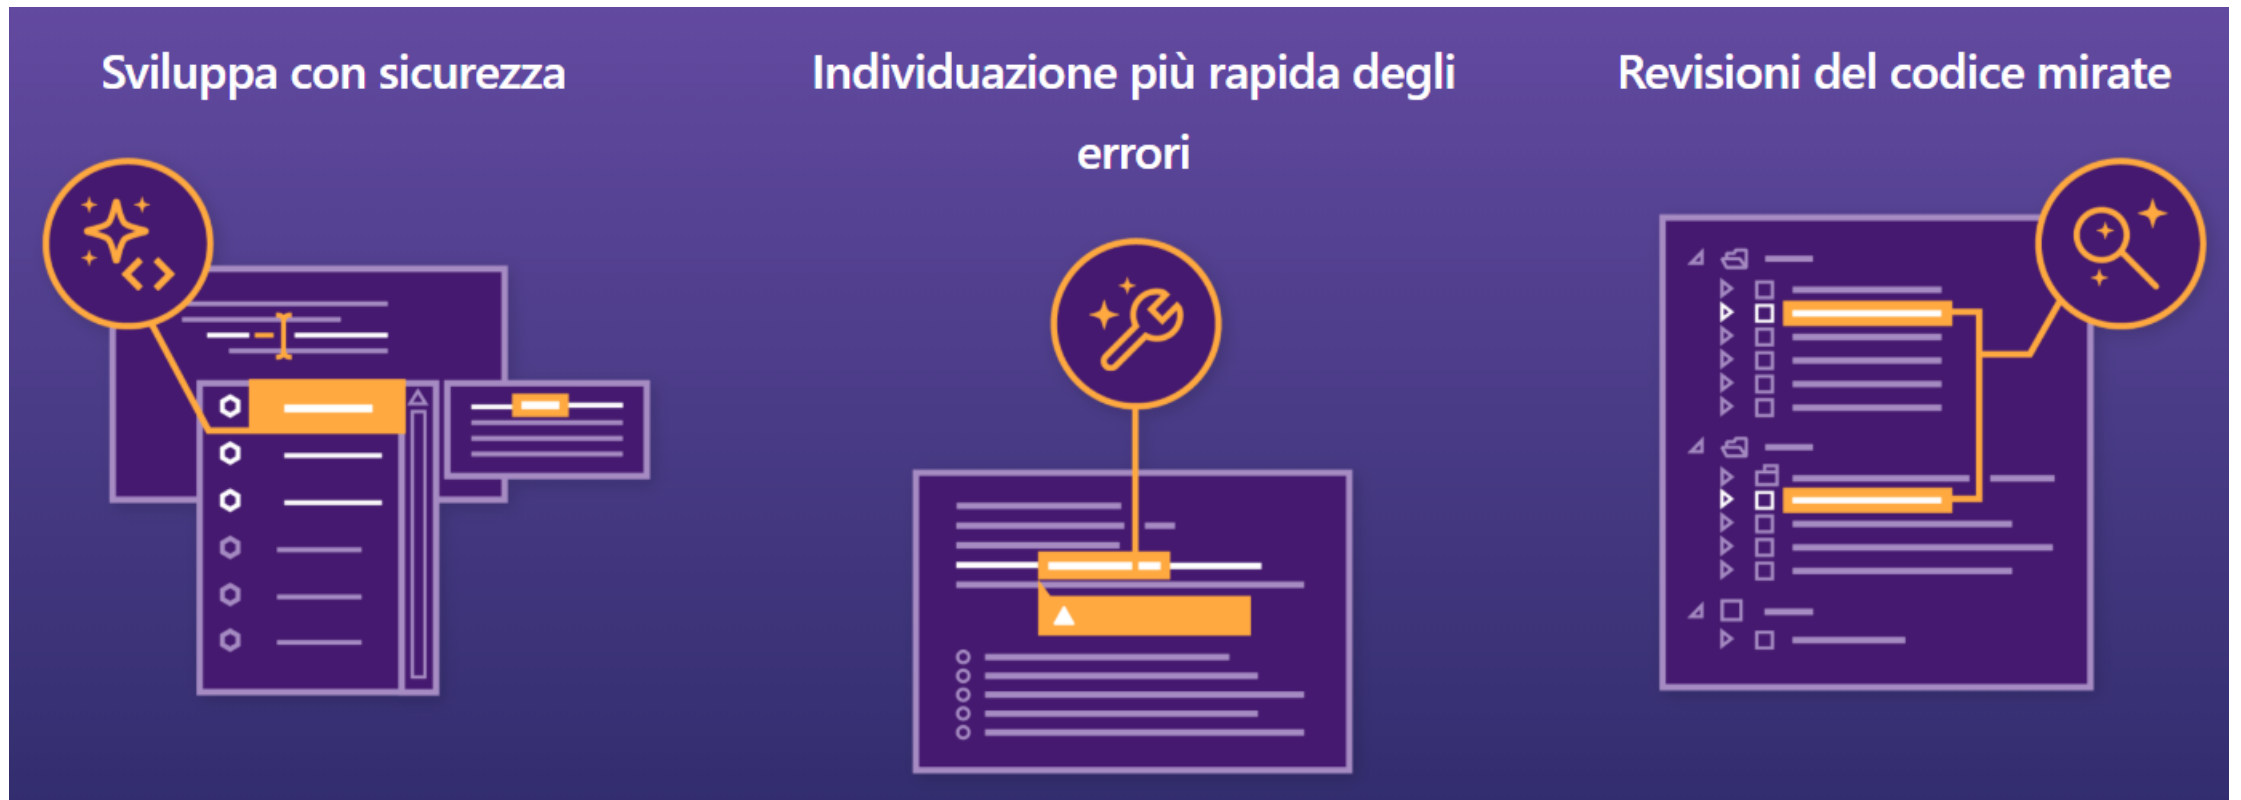 Sviluppa con sicurezza
Individuazione più rapida degli
errori
Revisioni del codice mirate